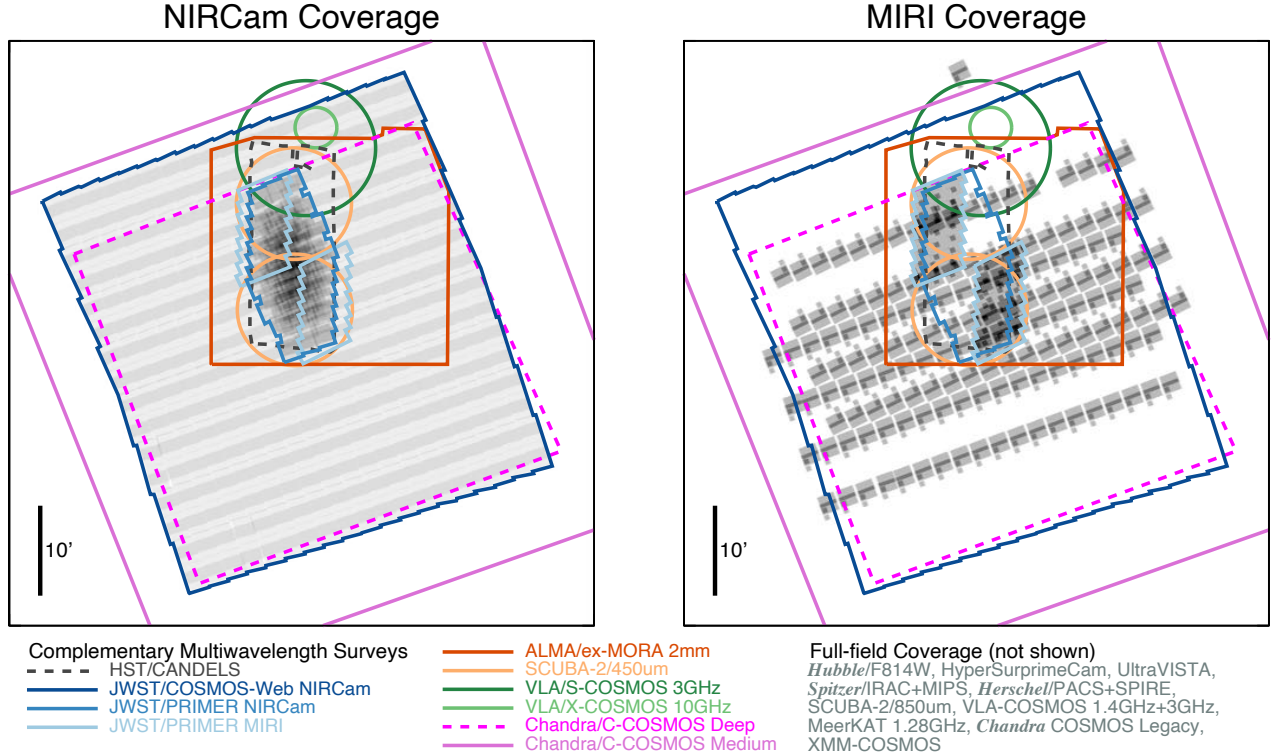 NIRCam Coverage
MIRI Coverage
10'
10'
Complementary Multiwavelength Surveys
HST/CANDELS
JWST/COSMOS-Web NIRCam
JWST/PRIMER NIRCam
JWST/PRIMER MIRI
ALMA/ex-MORA 2mm
SCUBA-2/450um
VLA/S-COSMOS 3GHz
VLA/X-COSMOS 10GHz
Chandra/C-COSMOS Deep
Chandra/C-COSMOS Medium
Full-field Coverage (not shown)
Hubble/F814W, HyperSurprimeCam, UltraVISTA,
Spitzer/IRAC+MIPS, Herschel/PACS+SPIRE,
SCUBA-2/850um, VLA-COSMOS 1.4GHz+3GHz,
MeerKAT 1.28GHz, Chandra COSMOS Legacy,
XMM-COSMOS